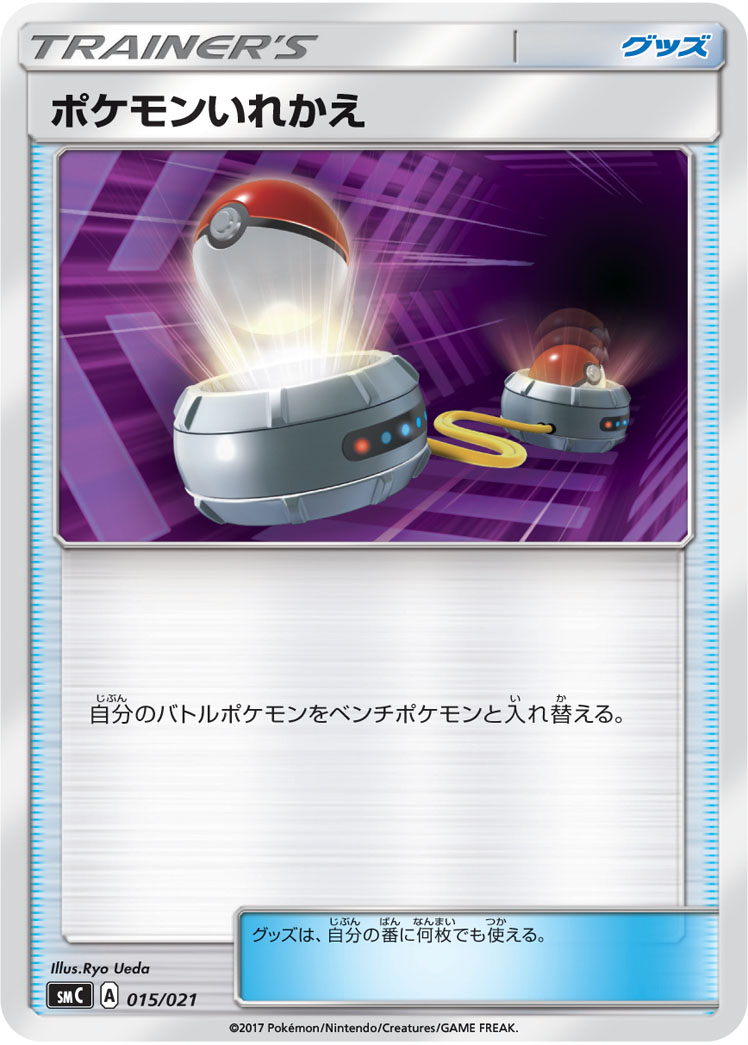 TRAINER'S
グッズ
ポケモンいれかえ
自分のバトルポケモンをベンチポケモンと入れ替える。
じぶん
い
か
グッズは、自分の番に何枚でも使える。
じぶん
ばん
なんまい
つか
Illus.Ryo Ueda
SMC A 015/021
©2017 Pokémon/Nintendo/Creatures/GAME FREAK.